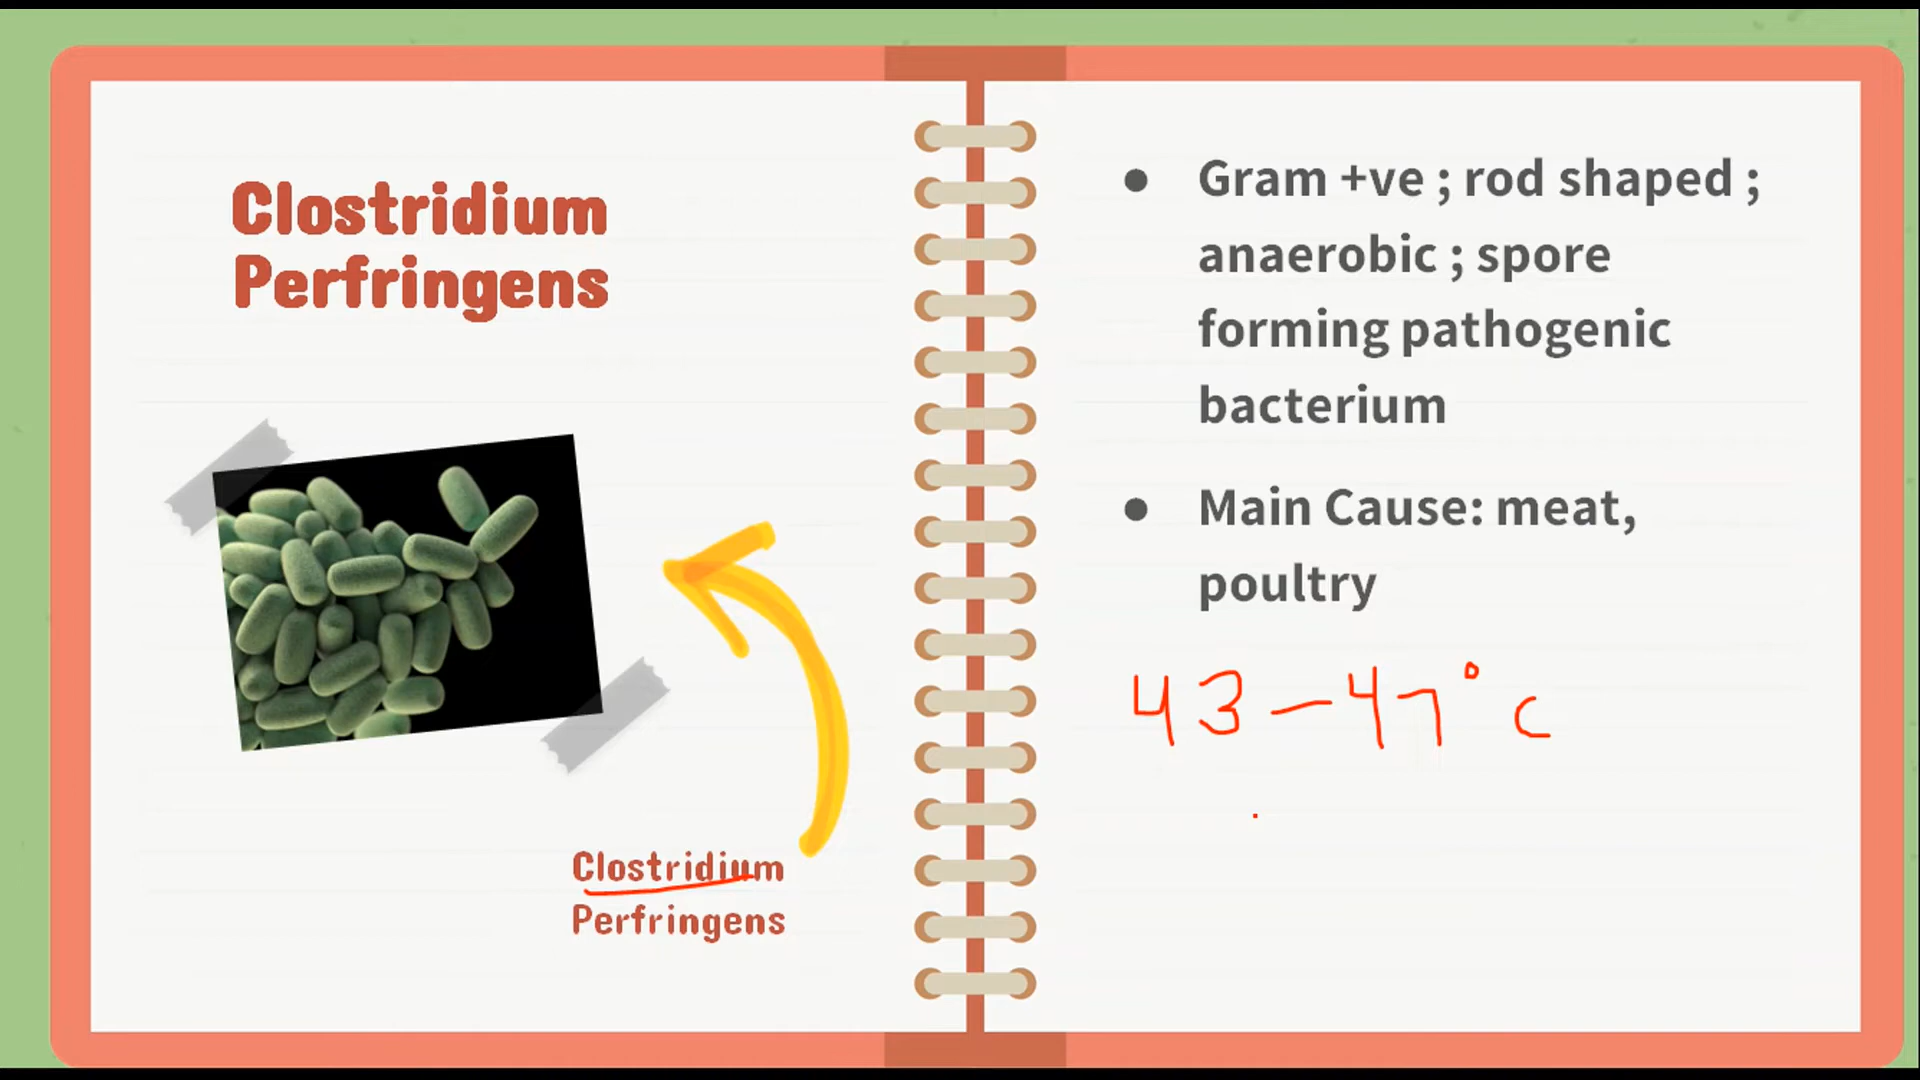 Clostridium
Perfringens
Clostridium
Perfringens
● Gram +ve ; rod shaped ;
anaerobic ; spore
forming pathogenic
bacterium
● Main Cause: meat,
poultry
43-47°c